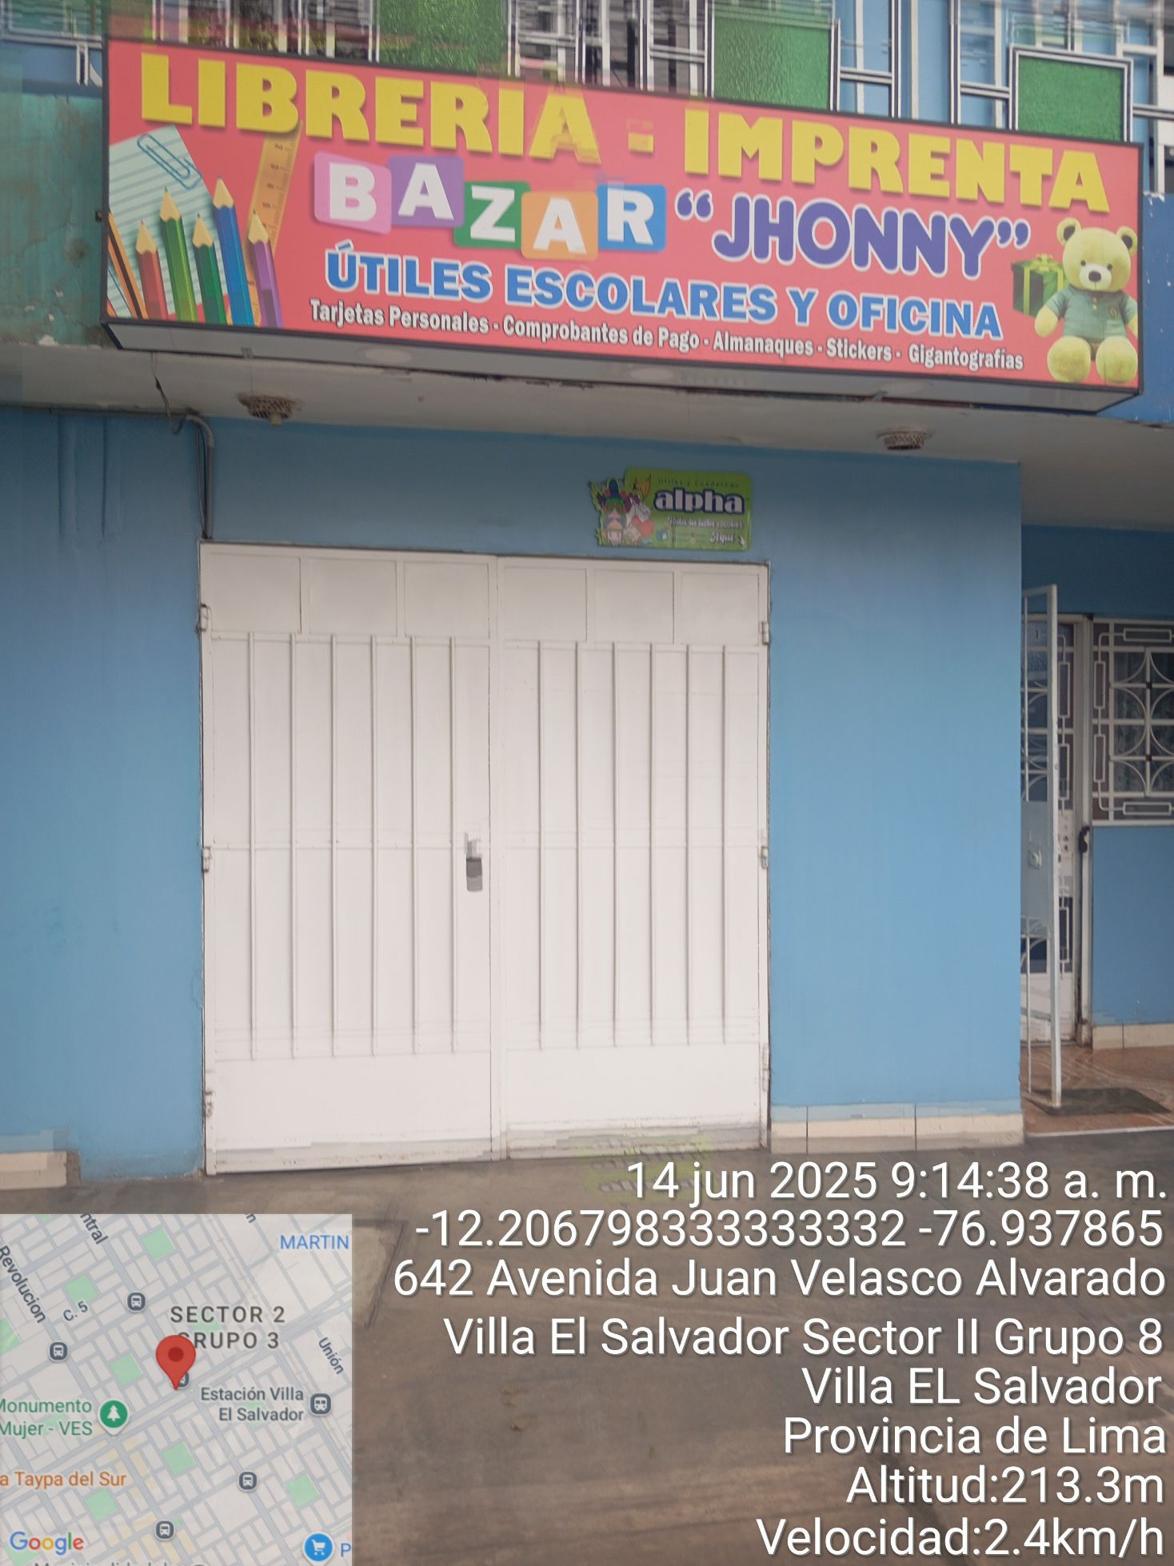 LIBRERIA - IMPRENTA
BAZAR "JHONNY"
ÚTILES ESCOLARES Y OFICINA
Tarjetas Personales · Comprobantes de Pago · Almanaques · Stickers · Gigantografías
alpha
Aquí
14 jun 2025 9:14:38 a. m.
-12.206798333333332 -76.937865
642 Avenida Juan Velasco Alvarado
Villa El Salvador Sector II Grupo 8
Villa EL Salvador
Provincia de Lima
Altitud:213.3m
Velocidad:2.4km/h
MARTIN
Revolucion
C. 5
SECTOR 2
GRUPO 3
Unión
Estación Villa
El Salvador
Monumento
Mujer - VES
a Taypa del Sur
Google
P